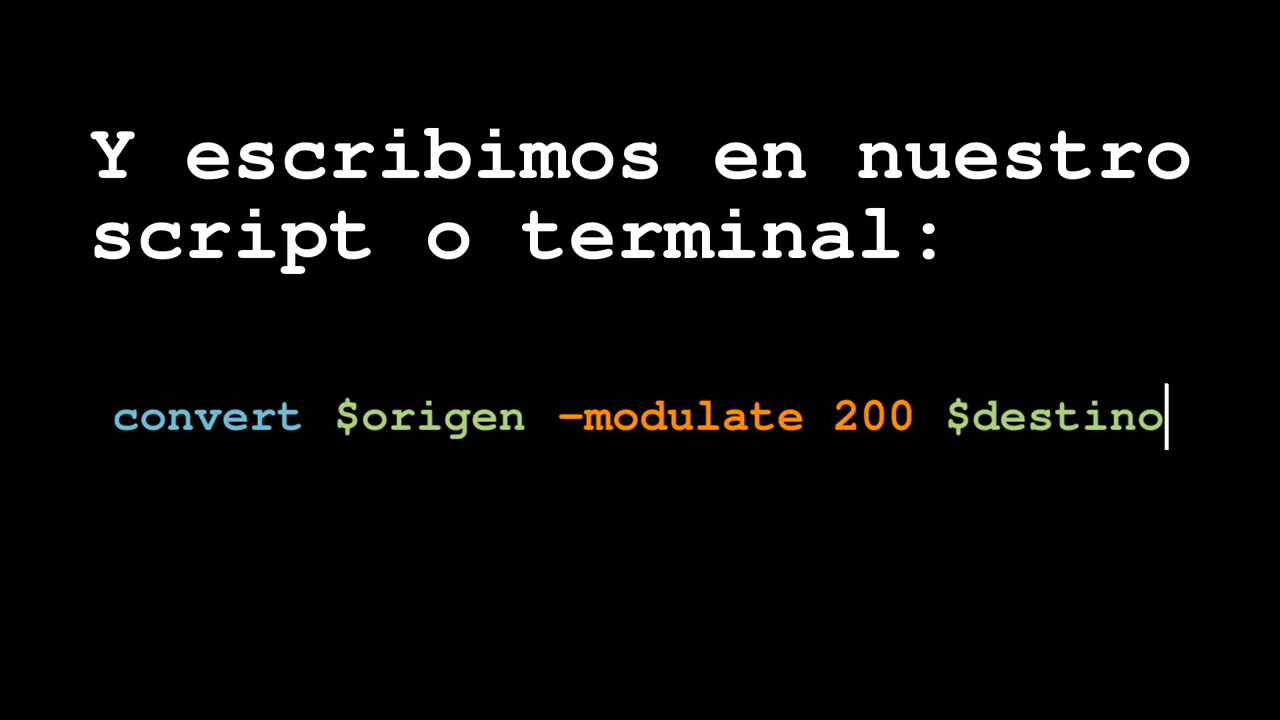 Y escribimos en nuestro
script o terminal:
convert $origen –modulate 200 $destino